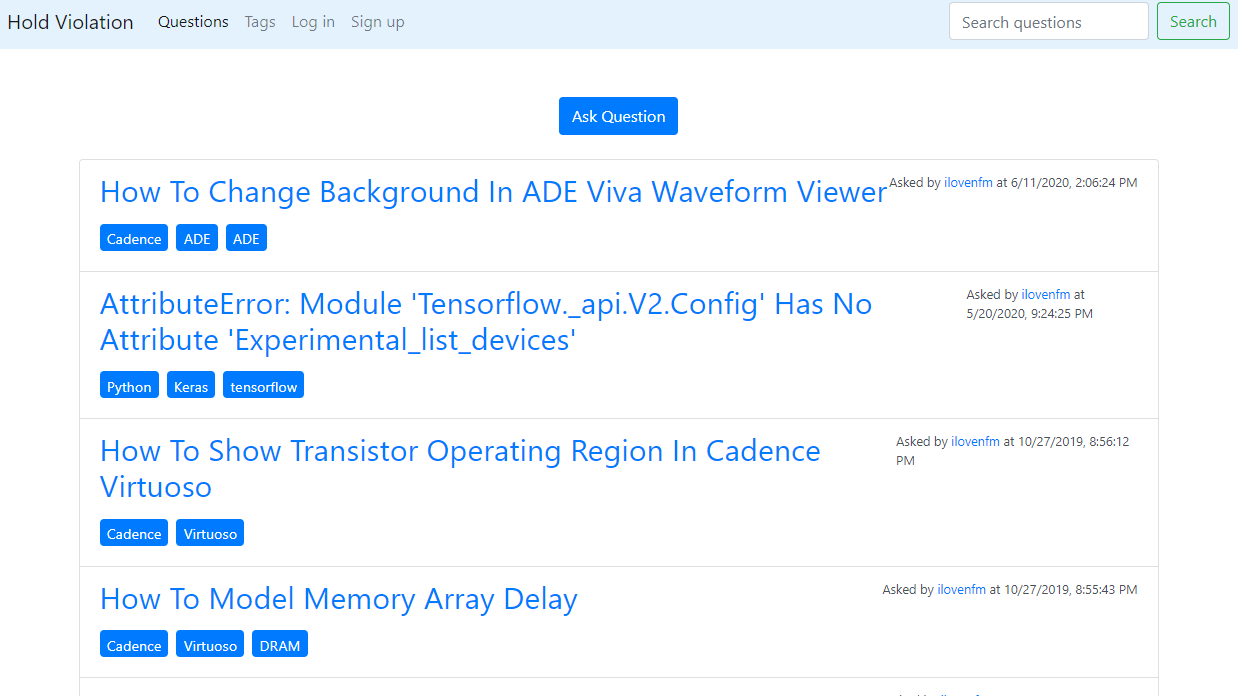 Hold Violation Questions Tags Log in Sign up Search questions Search
Ask Question
How To Change Background In ADE Viva Waveform Viewer
Asked by ilovenfm at 6/11/2020, 2:06:24 PM
Cadence ADE ADE
AttributeError: Module 'Tensorflow._api.V2.Config' Has No
Attribute 'Experimental_list_devices'
Asked by ilovenfm at
5/20/2020, 9:24:25 PM
Python Keras tensorflow
How To Show Transistor Operating Region In Cadence
Virtuoso
Asked by ilovenfm at 10/27/2019, 8:56:12
PM
Cadence Virtuoso
How To Model Memory Array Delay
Asked by ilovenfm at 10/27/2019, 8:55:43 PM
Cadence Virtuoso DRAM